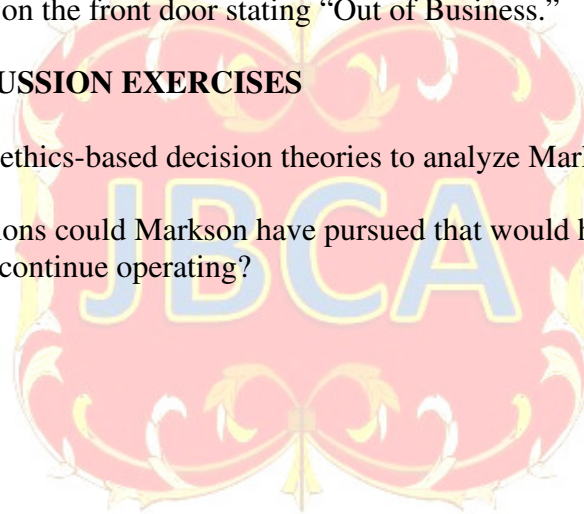 on the front door stating “Out of Business.”
USSION EXERCISES
ethics-based decision theories to analyze Mar
ions could Markson have pursued that would h
continue operating?
JBCA